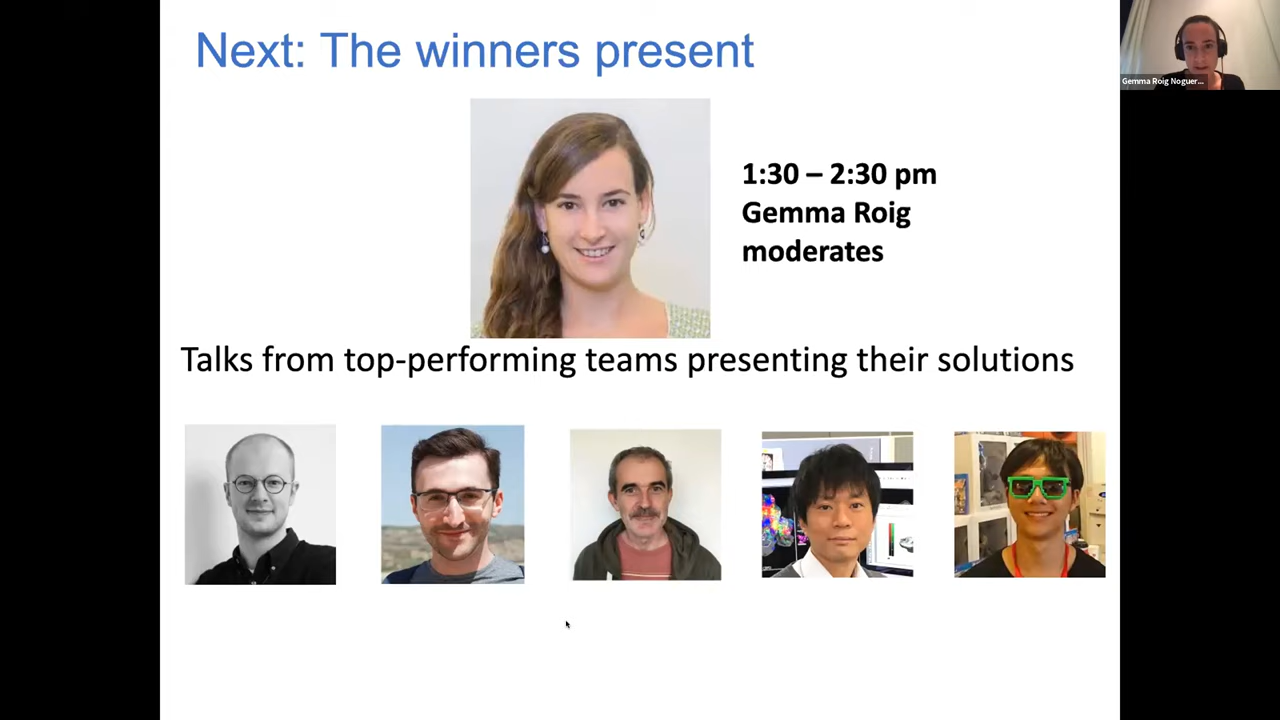 Next: The winners present
Gemma Roig Noguer...
1:30 – 2:30 pm
Gemma Roig
moderates
Talks from top-performing teams presenting their solutions